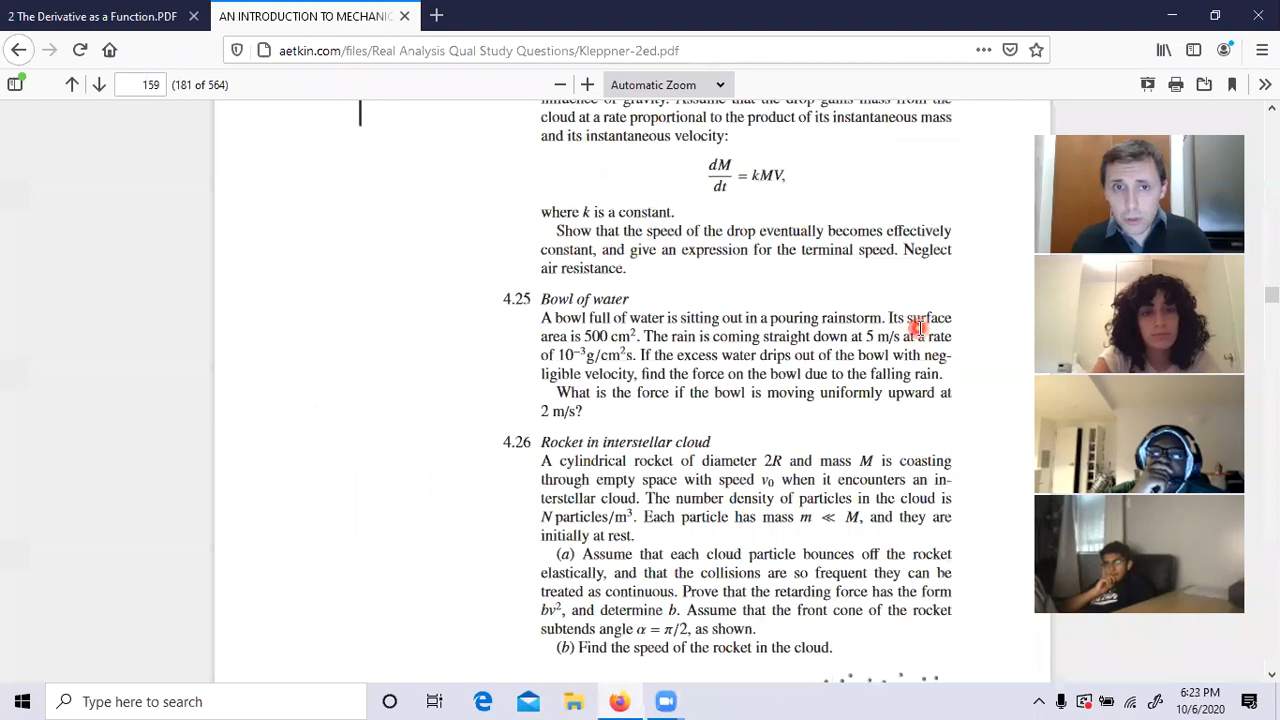 2 The Derivative as a Function.PDF
AN INTRODUCTION TO MECHANIC
aetkin.com/files/Real Analysis Qual Study Questions/Kleppner-2ed.pdf
159 (181 of 564)
Automatic Zoom
influence of gravity. Assume that the drop gains mass from the
cloud at a rate proportional to the product of its instantaneous mass
and its instantaneous velocity:
dM
dt = kMV,
where k is a constant.
Show that the speed of the drop eventually becomes effectively
constant, and give an expression for the terminal speed. Neglect
air resistance.
4.25 Bowl of water
A bowl full of water is sitting out in a pouring rainstorm. Its surface
area is 500 cm². The rain is coming straight down at 5 m/s at a rate
of 10⁻³g/cm²s. If the excess water drips out of the bowl with neg-
ligible velocity, find the force on the bowl due to the falling rain.
What is the force if the bowl is moving uniformly upward at
2 m/s?
4.26 Rocket in interstellar cloud
A cylindrical rocket of diameter 2R and mass M is coasting
through empty space with speed v₀ when it encounters an in-
terstellar cloud. The number density of particles in the cloud is
N particles/m³. Each particle has mass m ≪ M, and they are
initially at rest.
(a) Assume that each cloud particle bounces off the rocket
elastically, and that the collisions are so frequent they can be
treated as continuous. Prove that the retarding force has the form
bv², and determine b. Assume that the front cone of the rocket
subtends angle α = π/2, as shown.
(b) Find the speed of the rocket in the cloud.
Type here to search
6:23 PM
10/6/2020